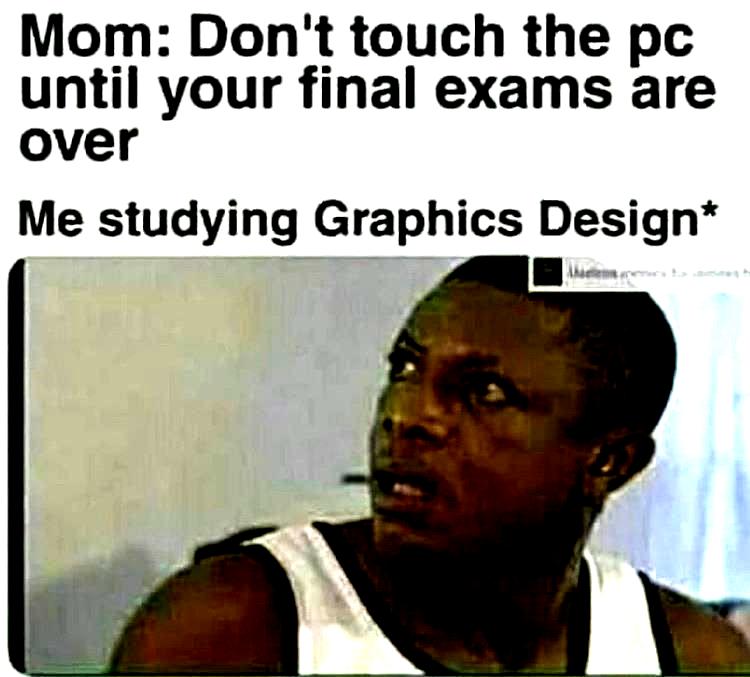 Mom: Don't touch the pc
until your final exams are
over
Me studying Graphics Design*